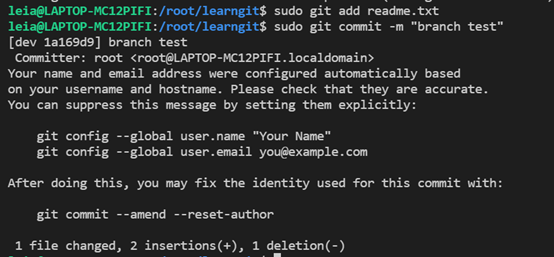 leia@LAPTOP-MC12PIFI:/root/learngit$ sudo git add readme.txt
leia@LAPTOP-MC12PIFI:/root/learngit$ sudo git commit -m "branch test"
[dev 1a169d9] branch test
 Committer: root <root@LAPTOP-MC12PIFI.localdomain>
Your name and email address were configured automatically based
on your username and hostname. Please check that they are accurate.
You can suppress this message by setting them explicitly:

    git config --global user.name "Your Name"
    git config --global user.email you@example.com

After doing this, you may fix the identity used for this commit with:

    git commit --amend --reset-author

 1 file changed, 2 insertions(+), 1 deletion(-)